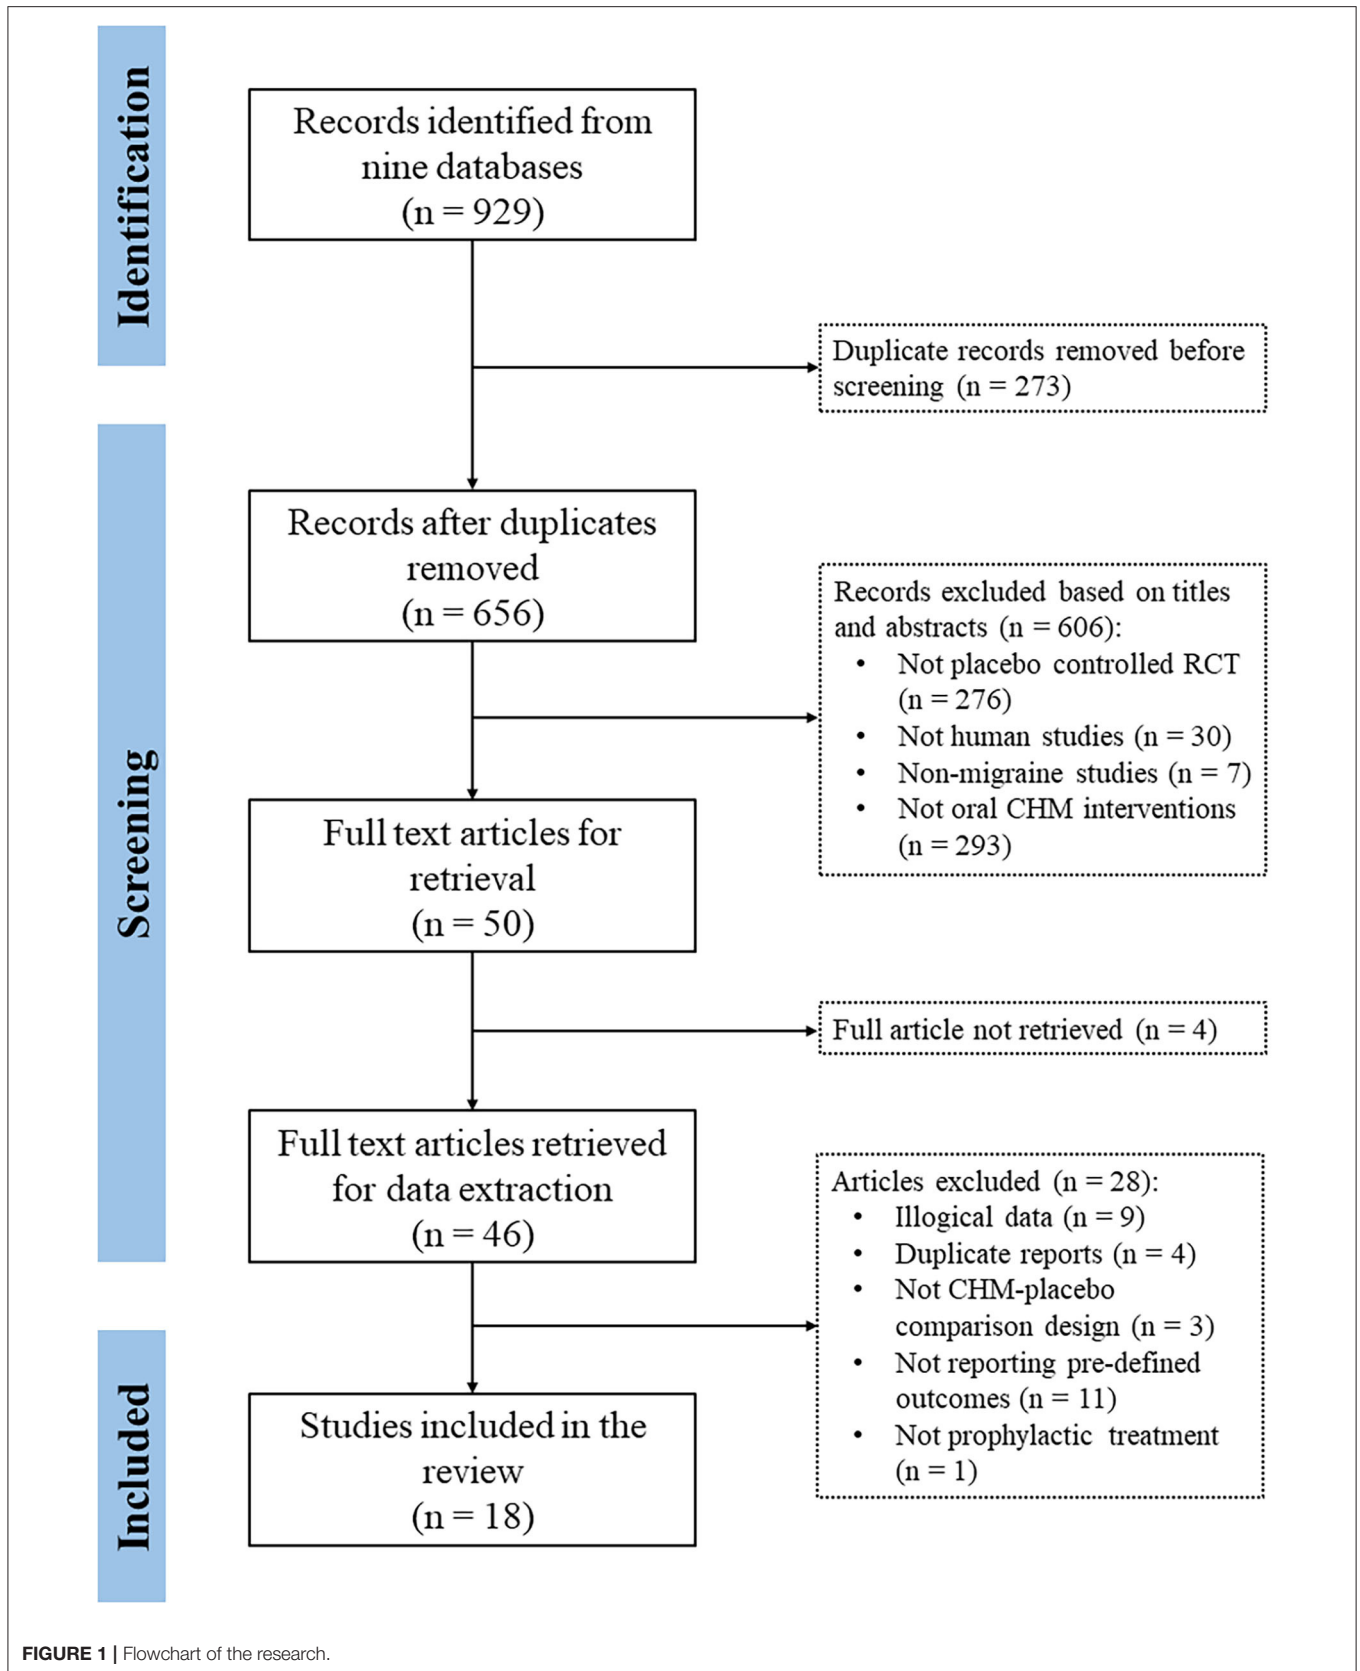 Identification
Records identified from
nine databases
(n = 929)
Duplicate records removed before
screening (n = 273)
Screening
Records after duplicates
removed
(n = 656)
Records excluded based on titles
and abstracts (n = 606):
• Not placebo controlled RCT
(n = 276)
• Not human studies (n = 30)
• Non-migraine studies (n = 7)
• Not oral CHM interventions
(n = 293)
Full text articles for
retrieval
(n = 50)
Full article not retrieved (n = 4)
Full text articles retrieved
for data extraction
(n = 46)
Articles excluded (n = 28):
• Illogical data (n = 9)
• Duplicate reports (n = 4)
• Not CHM-placebo
comparison design (n = 3)
• Not reporting pre-defined
outcomes (n = 11)
• Not prophylactic treatment
(n = 1)
Included
Studies included in the
review
(n = 18)
FIGURE 1 | Flowchart of the research.